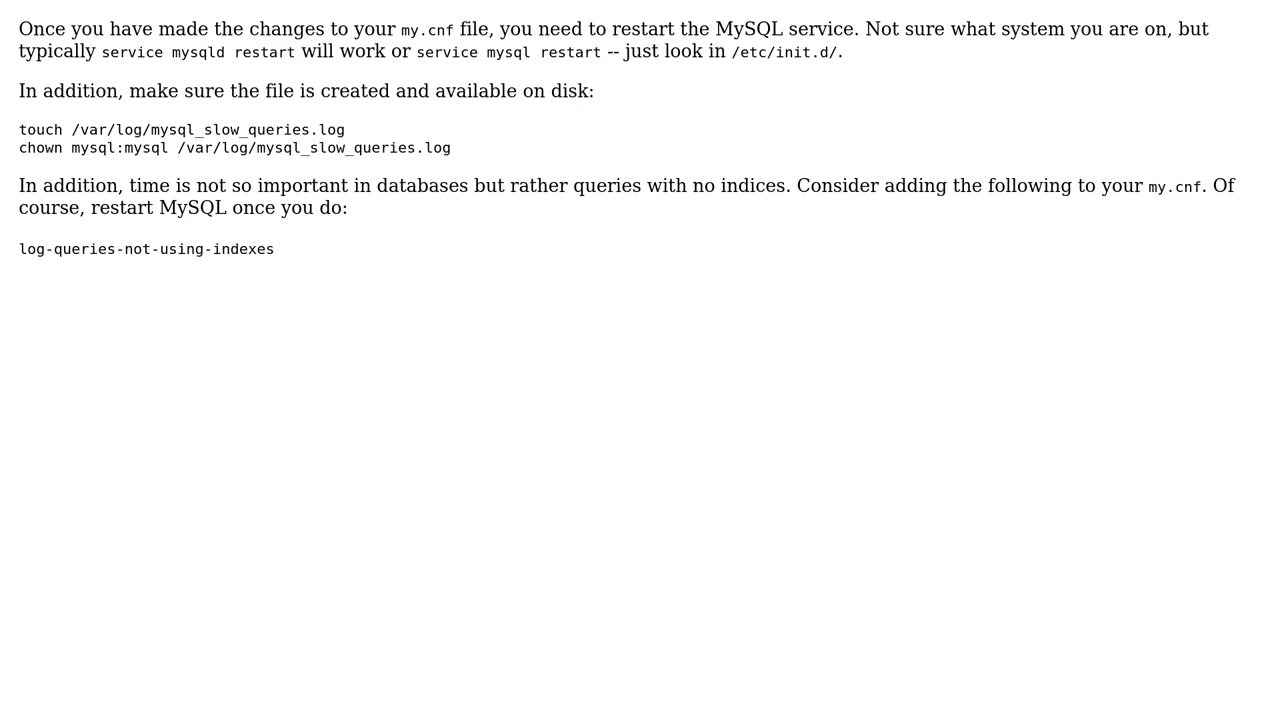 Once you have made the changes to your my.cnf file, you need to restart the MySQL service. Not sure what system you are on, but
typically service mysqld restart will work or service mysql restart -- just look in /etc/init.d/.
In addition, make sure the file is created and available on disk:
touch /var/log/mysql_slow_queries.log
chown mysql:mysql /var/log/mysql_slow_queries.log
In addition, time is not so important in databases but rather queries with no indices. Consider adding the following to your my.cnf. Of
course, restart MySQL once you do:
log-queries-not-using-indexes